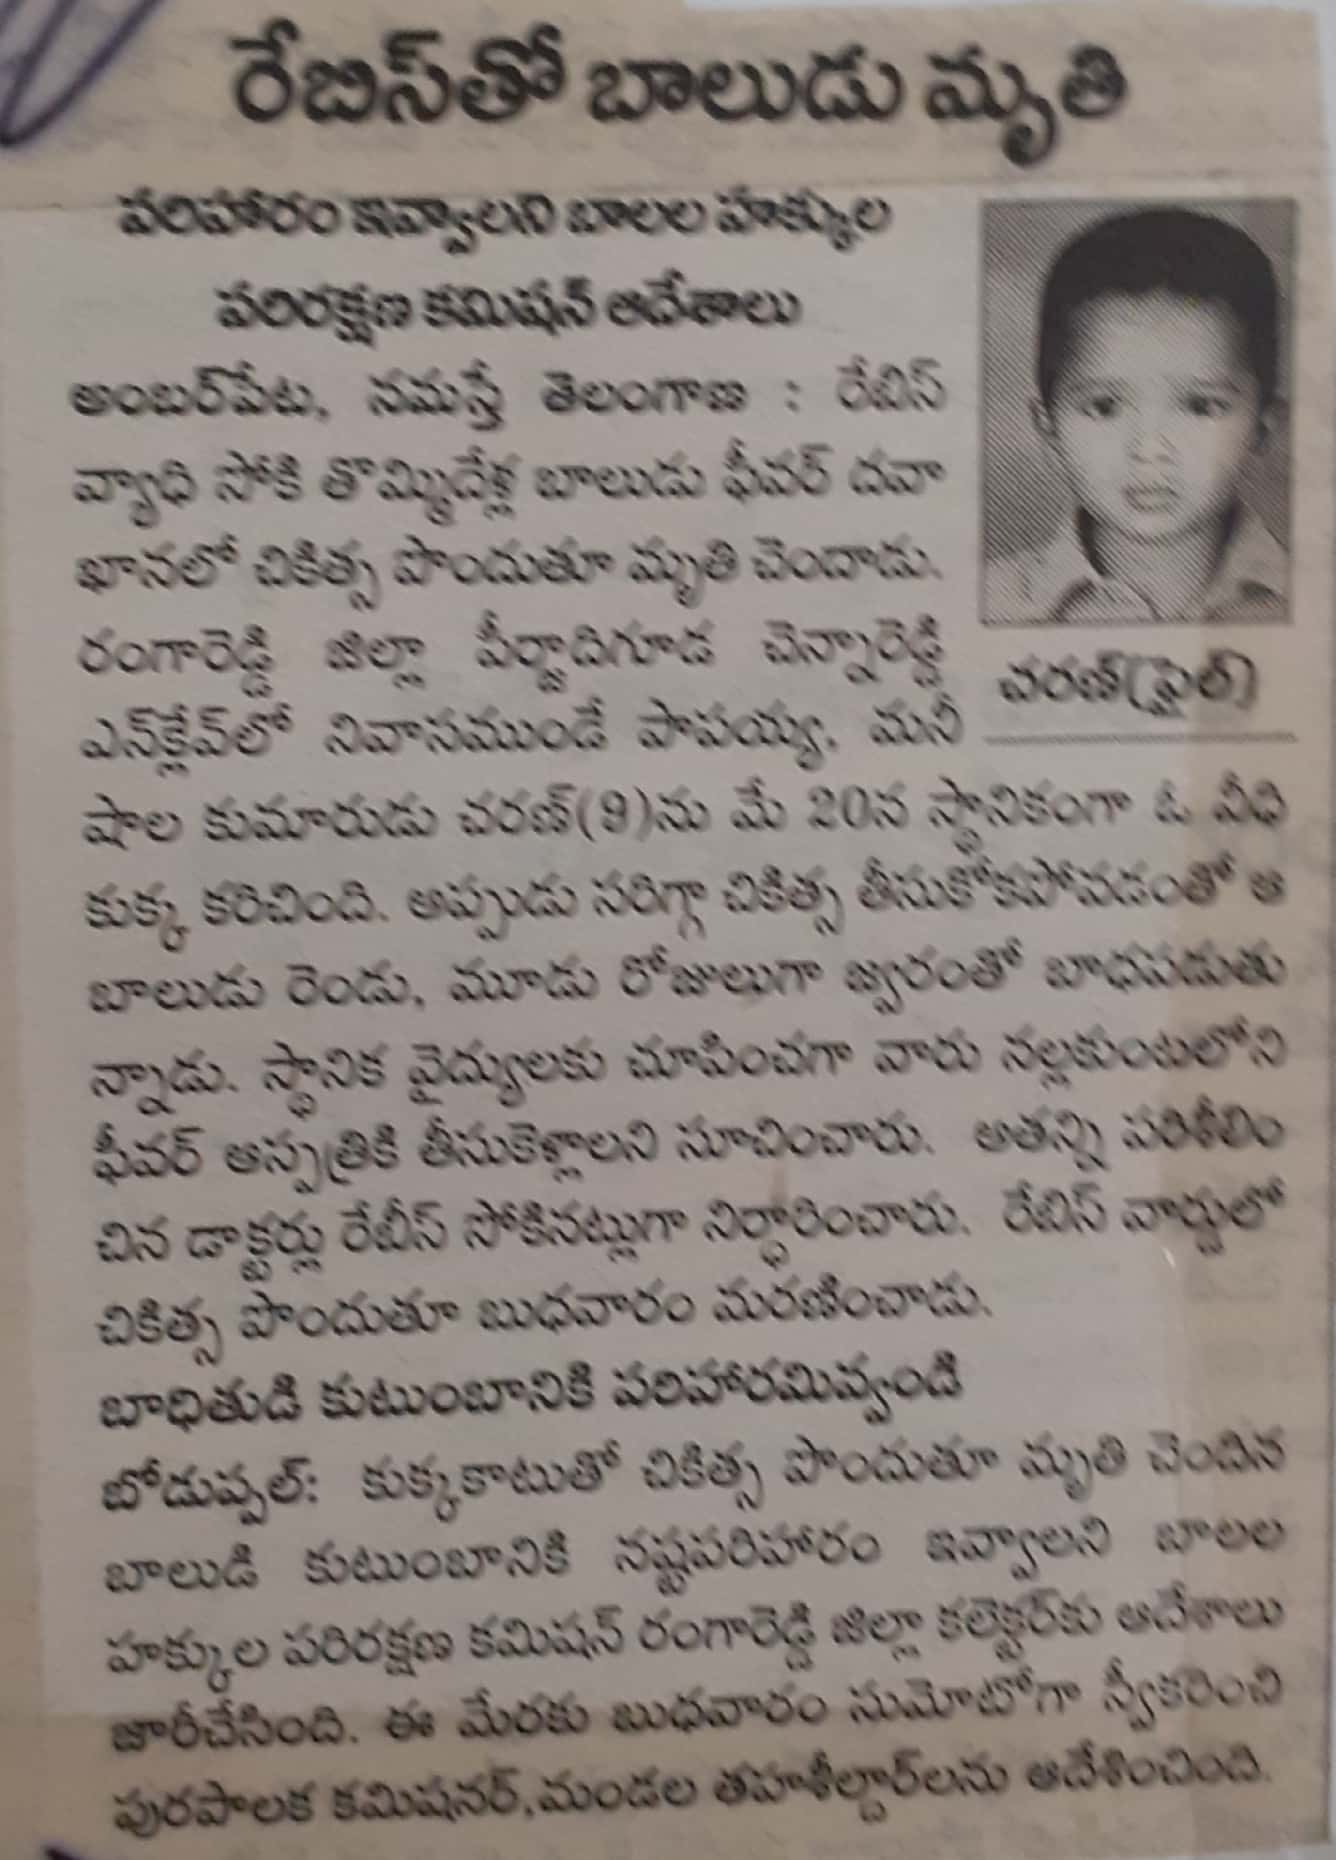 రేబిస్‌తో బాలుడు మృతి
పరిహారం ఇవ్వాలని బాలల హక్కుల
పరిరక్షణ కమిషన్ ఆదేశాలు
అంబర్‌పేట, నమస్తే తెలంగాణ : రేబిస్
వ్యాధి సోకి తొమ్మిదేళ్ల బాలుడు ఫీవర్ దవా
ఖానలో చికిత్స పొందుతూ మృతి చెందాడు.
రంగారెడ్డి జిల్లా పీర్జాదిగూడ చెన్నారెడ్డి
ఎన్‌క్లేవ్‌లో నివాసముండే పాపయ్య, మనీ
చరణ్(ఫైల్)
షాల కుమారుడు చరణ్(9)ను మే 20న స్థానికంగా ఓ వీధి
కుక్క కరిచింది. అప్పుడు సరిగ్గా చికిత్స తీసుకోకపోవడంతో ఆ
బాలుడు రెండు, మూడు రోజులుగా జ్వరంతో బాధపడుతు
న్నాడు. స్థానిక వైద్యులకు చూపించగా వారు నల్లకుంటలోని
ఫీవర్ ఆస్పత్రికి తీసుకెళ్లాలని సూచించారు. అతన్ని పరిశీలిం
చిన డాక్టర్లు రేబీస్ సోకినట్లుగా నిర్ధారించారు. రేబిస్ వార్డులో
చికిత్స పొందుతూ బుధవారం మరణించాడు.
బాధితుడి కుటుంబానికి పరిహారమివ్వండి
బోడుప్పల్: కుక్కకాటుతో చికిత్స పొందుతూ మృతి చెందిన
బాలుడి కుటుంబానికి నష్టపరిహారం ఇవ్వాలని బాలల
హక్కుల పరిరక్షణ కమిషన్ రంగారెడ్డి జిల్లా కలెక్టర్‌కు ఆదేశాలు
జారీచేసింది. ఈ మేరకు బుధవారం సుమోటోగా స్వీకరించి
పురపాలక కమిషనర్, మండల తహశీల్దార్‌లను ఆదేశించింది.